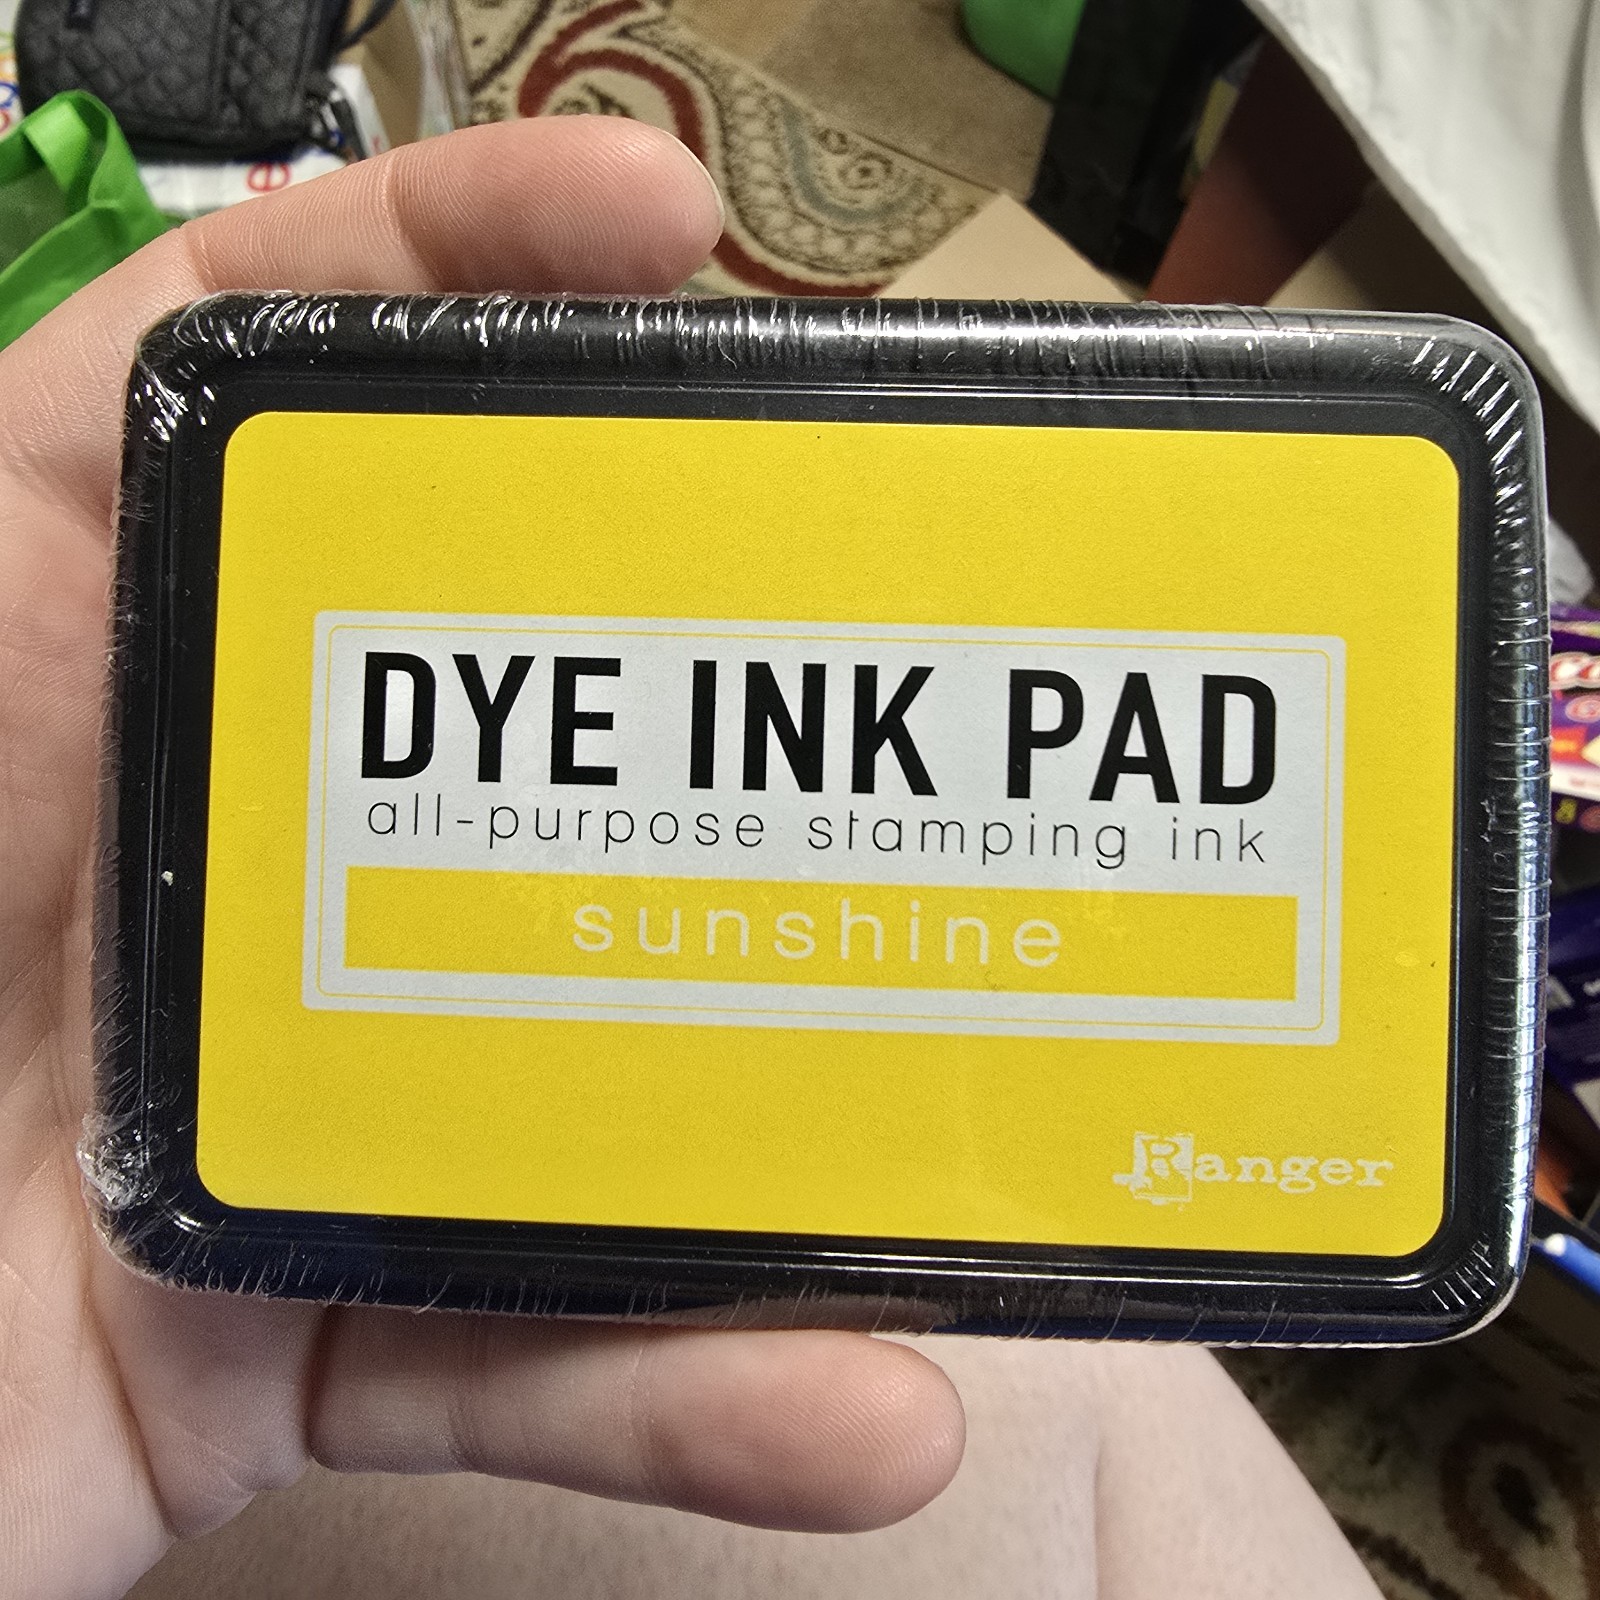 DYE INK PAD
all-purpose stamping ink
sunshine
Ranger